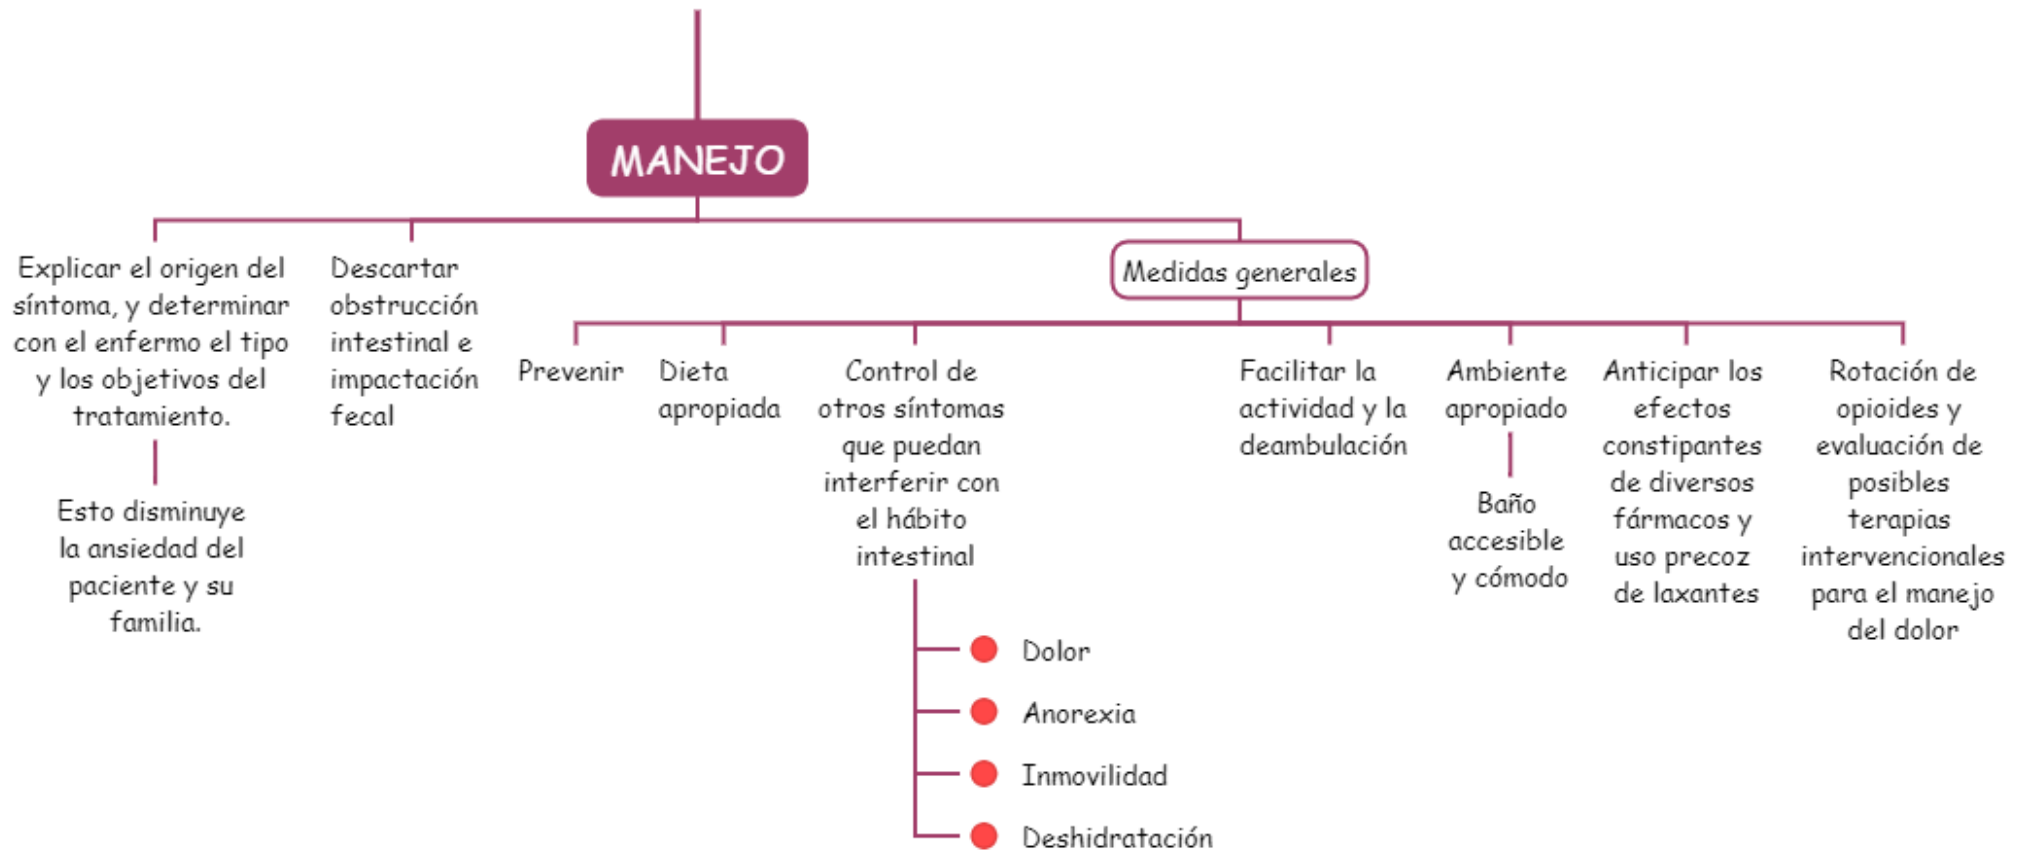 MANEJO
Explicar el origen del
síntoma, y determinar
con el enfermo el tipo
y los objetivos del
tratamiento.
Esto disminuye
la ansiedad del
paciente y su
familia.
Descartar
obstrucción
intestinal e
impactación
fecal
Medidas generales
Prevenir
Dieta
apropiada
Control de
otros síntomas
que puedan
interferir con
el hábito
intestinal
Dolor
Anorexia
Inmovilidad
Deshidratación
Facilitar la
actividad y la
deambulación
Ambiente
apropiado
Baño
accesible
y cómodo
Anticipar los
efectos
constipantes
de diversos
fármacos y
uso precoz
de laxantes
Rotación de
opioides y
evaluación de
posibles
terapias
intervencionales
para el manejo
del dolor